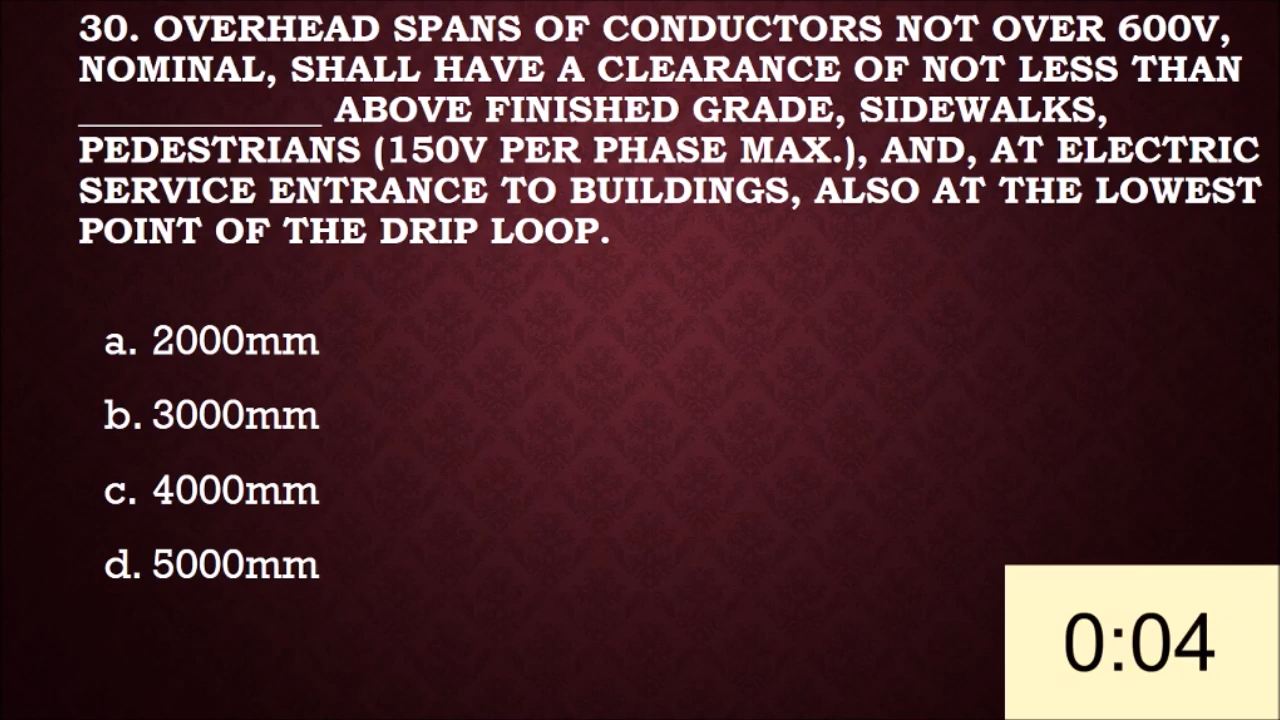 30. OVERHEAD SPANS OF CONDUCTORS NOT OVER 600V,
NOMINAL, SHALL HAVE A CLEARANCE OF NOT LESS THAN
____________ ABOVE FINISHED GRADE, SIDEWALKS,
PEDESTRIANS (150V PER PHASE MAX.), AND, AT ELECTRIC
SERVICE ENTRANCE TO BUILDINGS, ALSO AT THE LOWEST
POINT OF THE DRIP LOOP.
a. 2000mm
b. 3000mm
c. 4000mm
d. 5000mm
0:04